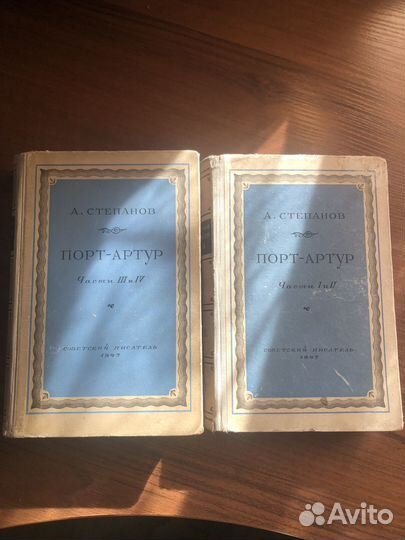 А. СТЕПАНОВ
ПОРТ-АРТУР
Части III и IV
СОВЕТСКИЙ ПИСАТЕЛЬ
1947
А. СТЕПАНОВ
ПОРТ-АРТУР
Части I и II
СОВЕТСКИЙ ПИСАТЕЛЬ
1947
Avito